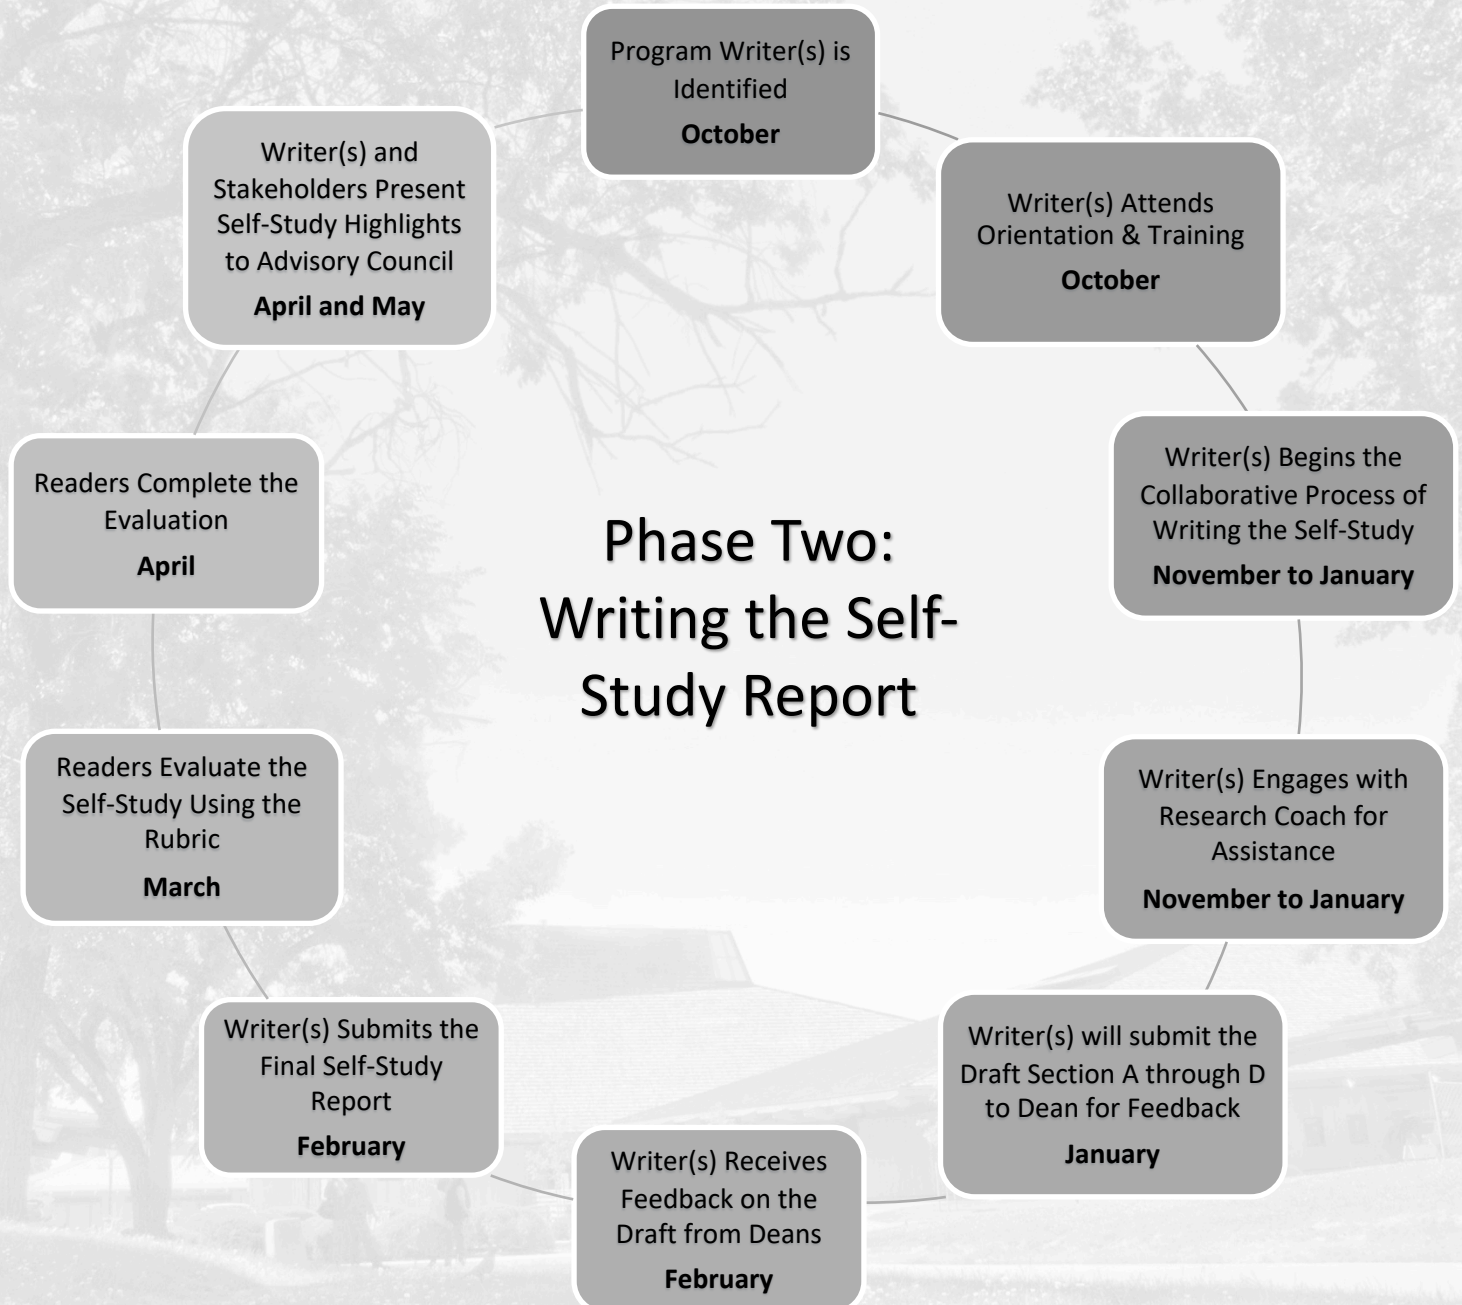 Program Writer(s) is
Identified
October
Writer(s) Attends
Orientation & Training
October
Writer(s) Begins the
Collaborative Process of
Writing the Self-Study
November to January
Writer(s) Engages with
Research Coach for
Assistance
November to January
Writer(s) will submit the
Draft Section A through D
to Dean for Feedback
January
Writer(s) Receives
Feedback on the
Draft from Deans
February
Writer(s) Submits the
Final Self-Study
Report
February
Readers Evaluate the
Self-Study Using the
Rubric
March
Readers Complete the
Evaluation
April
Writer(s) and
Stakeholders Present
Self-Study Highlights
to Advisory Council
April and May
Phase Two:
Writing the Self-
Study Report